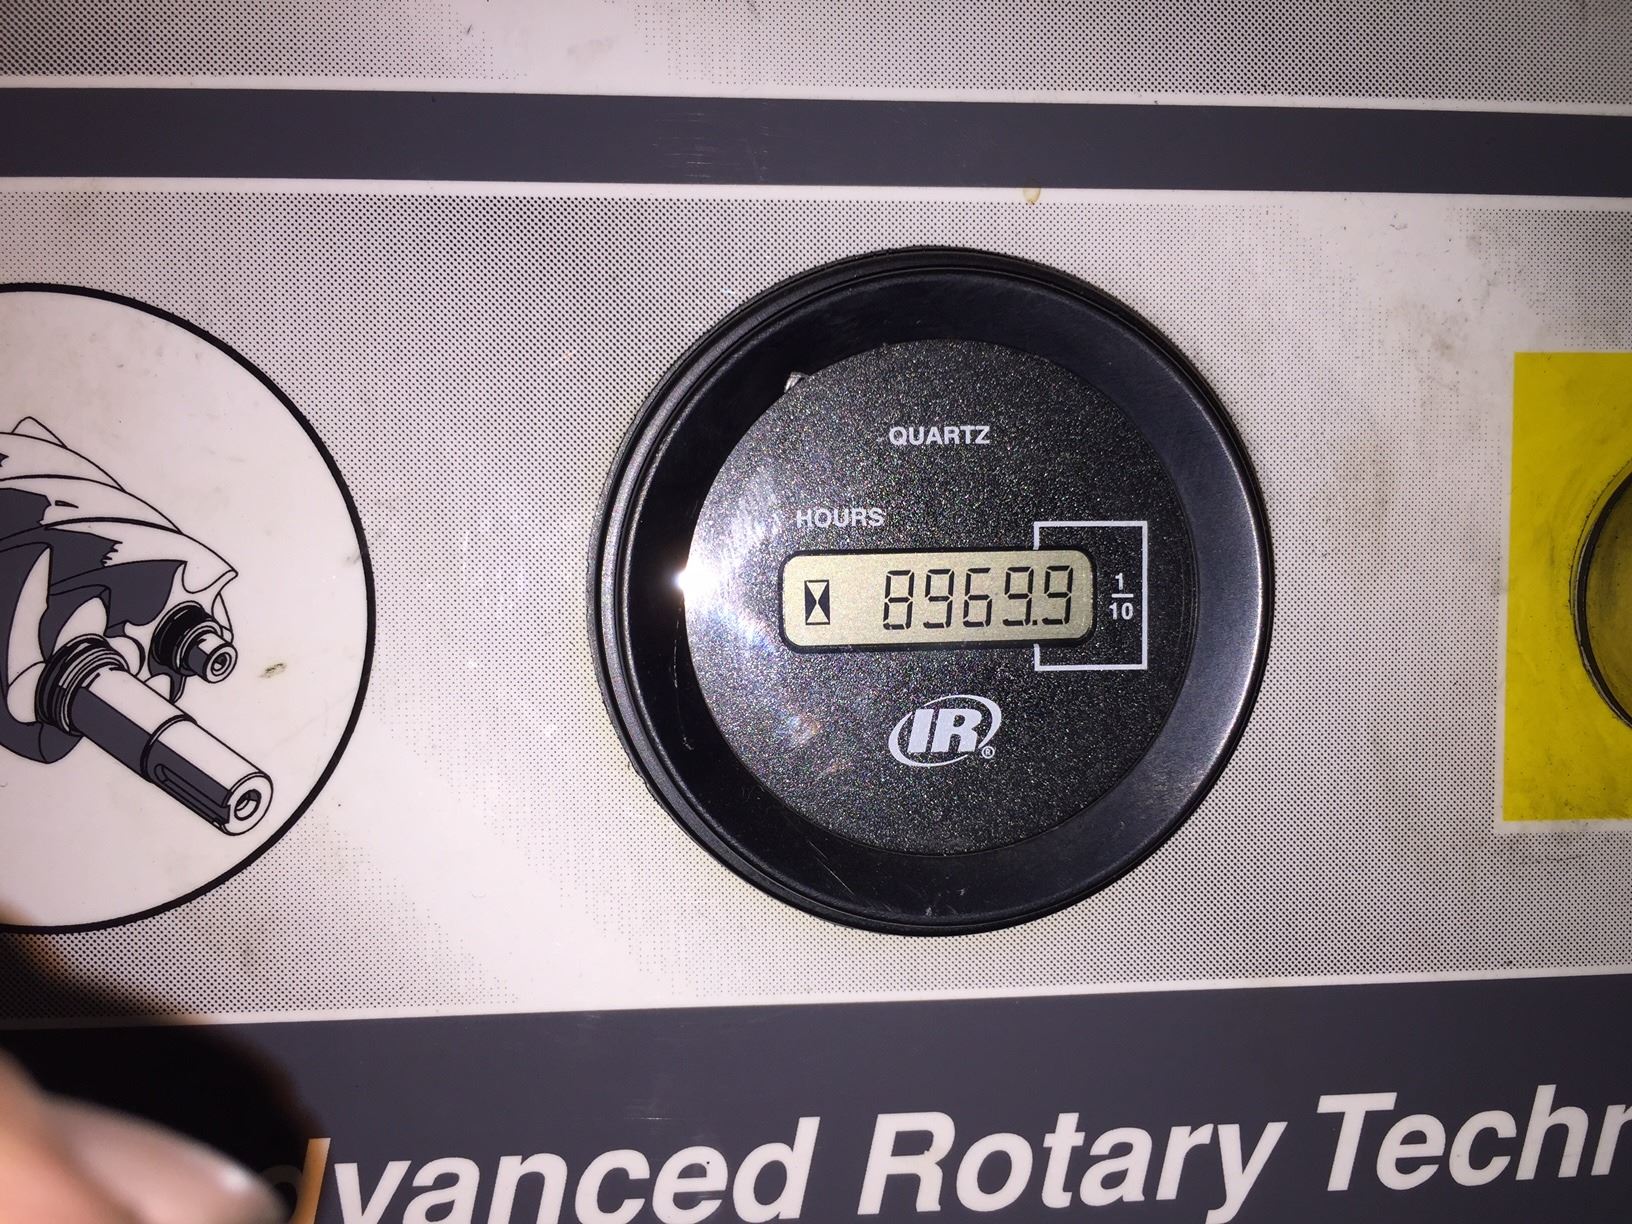 QUARTZ
HOURS
8969.9
1
10
IR®
dvanced Rotary Techn